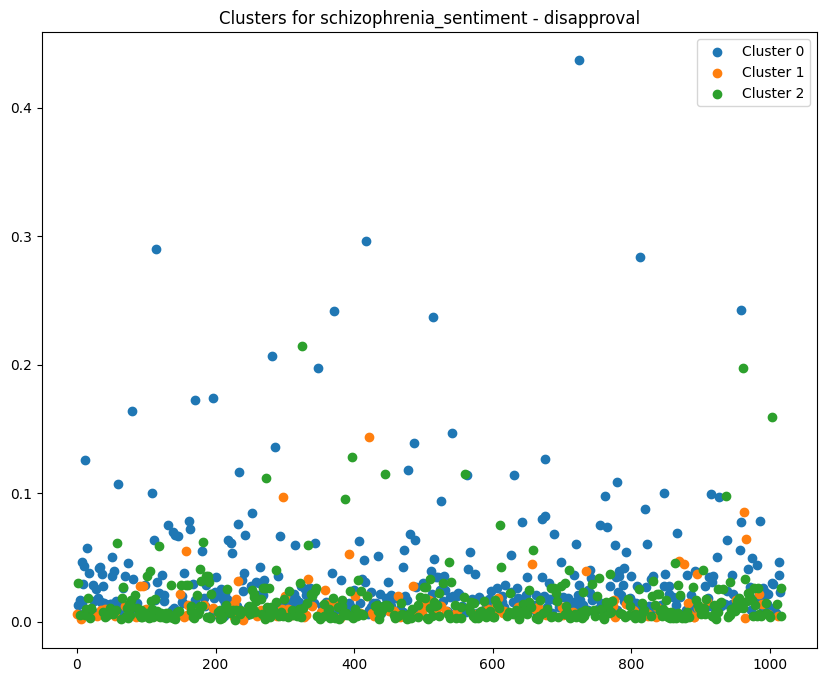 Clusters for schizophrenia_sentiment - disapproval
Cluster 0
Cluster 1
Cluster 2
0.4
0.3
0.2
0.1
0.0
0
200
400
600
800
1000